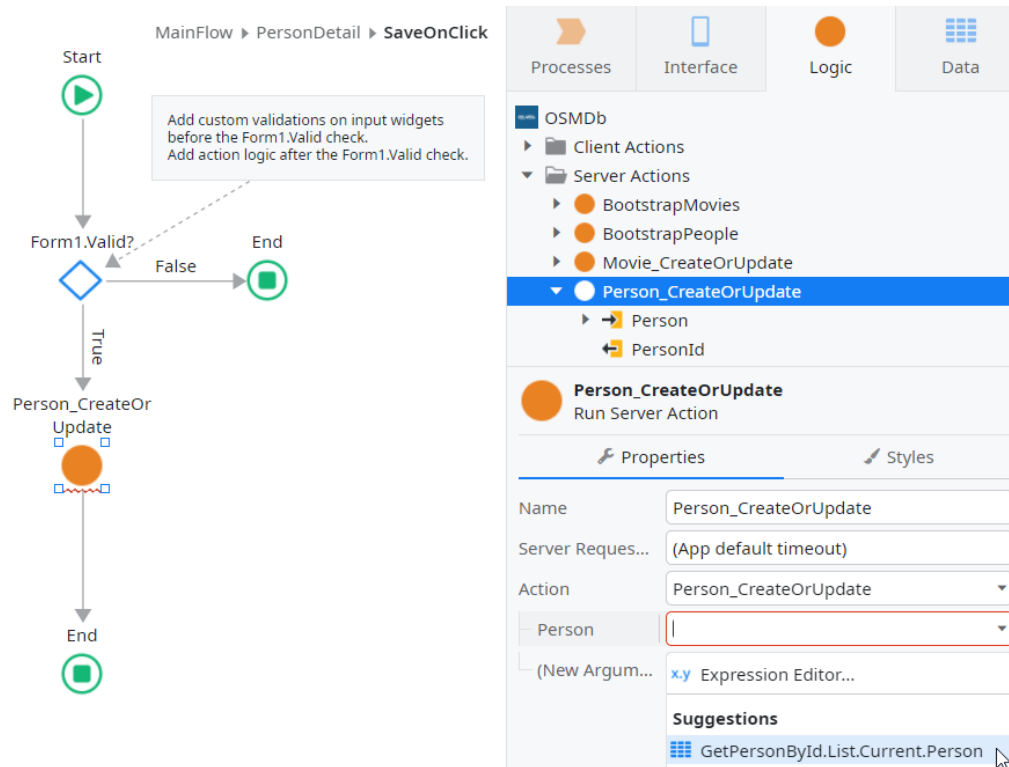 MainFlow ▸ PersonDetail ▸ SaveOnClick
Start
Add custom validations on input widgets
before the Form1.Valid check.
Add action logic after the Form1.Valid check.
Form1.Valid?
End
False
True
Person_CreateOr
Update
End
Processes
Interface
Logic
Data
OSMDb
Client Actions
Server Actions
BootstrapMovies
BootstrapPeople
Movie_CreateOrUpdate
Person_CreateOrUpdate
Person
PersonId
Person_CreateOrUpdate
Run Server Action
Properties
Styles
Name Person_CreateOrUpdate
Server Reques... (App default timeout)
Action Person_CreateOrUpdate
Person
(New Argum...
x.y Expression Editor...
Suggestions
GetPersonById.List.Current.Person